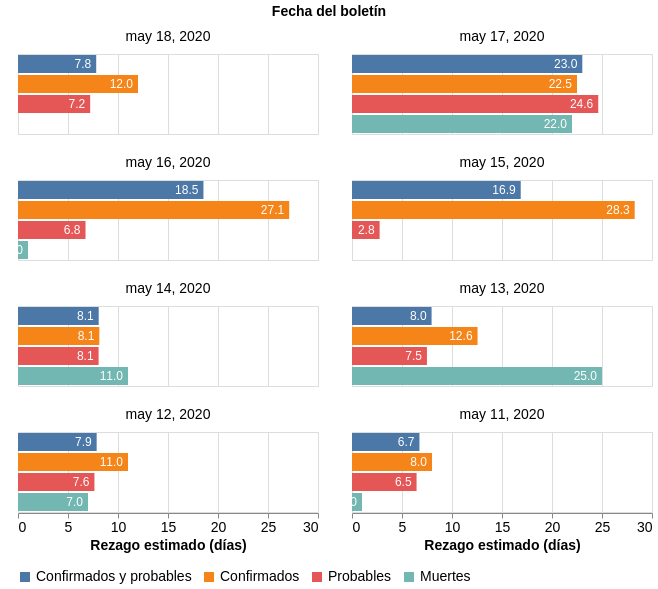 Fecha del boletín
may 18, 2020
may 17, 2020
7.8
12.0
7.2
23.0
22.5
24.6
22.0
may 16, 2020
may 15, 2020
18.5
27.1
6.8
0
16.9
28.3
2.8
may 14, 2020
may 13, 2020
8.1
8.1
8.1
11.0
8.0
12.6
7.5
25.0
may 12, 2020
may 11, 2020
7.9
11.0
7.6
7.0
6.7
8.0
6.5
0
0 5 10 15 20 25 30
0 5 10 15 20 25 30
Rezago estimado (días)
Rezago estimado (días)
Confirmados y probables Confirmados Probables Muertes